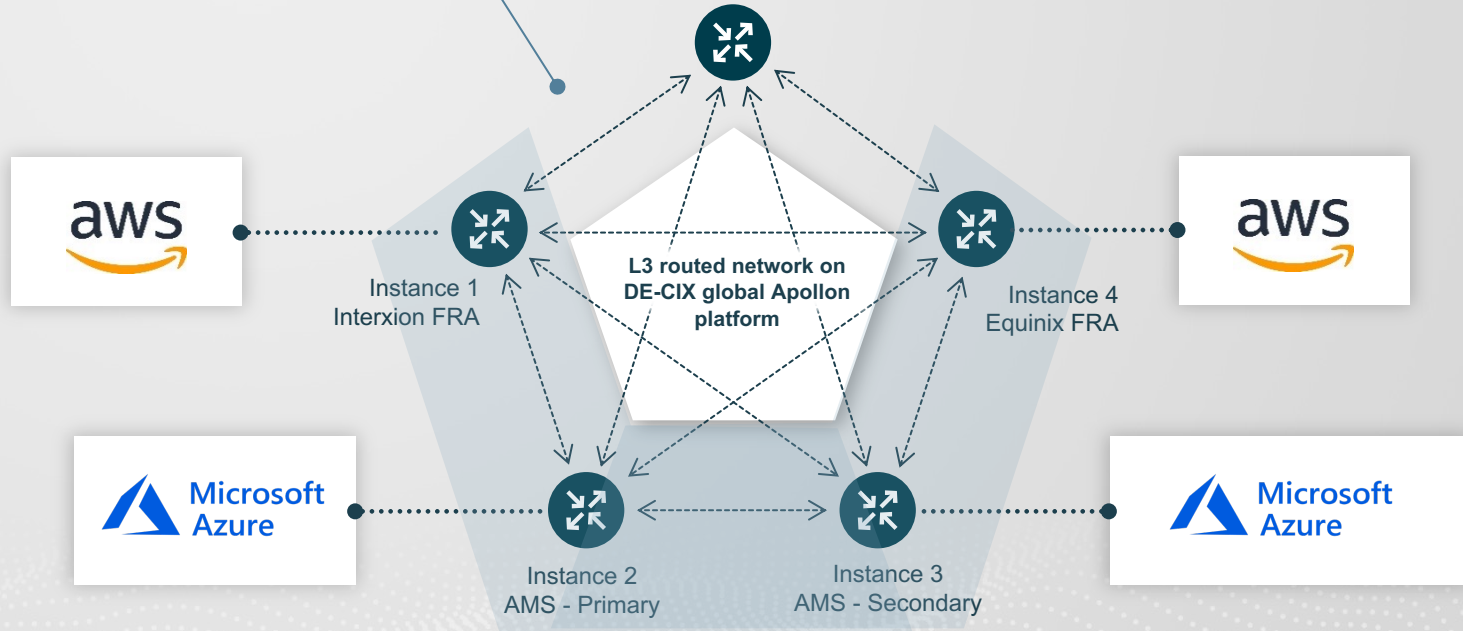 aws
aws
L3 routed network on
DE-CIX global Apollon
platform
Instance 1
Interxion FRA
Instance 4
Equinix FRA
Microsoft
Azure
Microsoft
Azure
Instance 2
AMS - Primary
Instance 3
AMS - Secondary